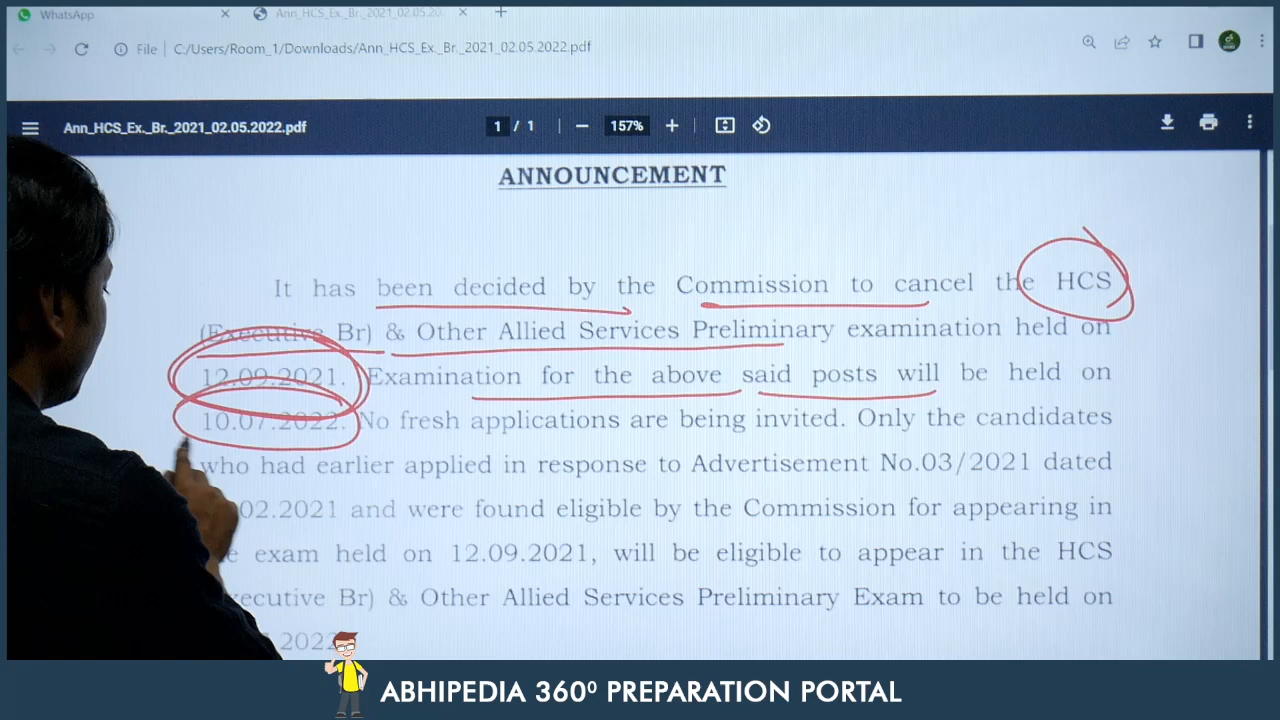 WhatsApp
Ann_HCS_Ex._Br._2021_02.05.20
File C:/Users/Room_1/Downloads/Ann_HCS_Ex._Br._2021_02.05.2022.pdf
Ann_HCS_Ex._Br._2021_02.05.2022.pdf 1 / 1 157%
ANNOUNCEMENT
It has been decided by the Commission to cancel the HCS
(Executive Br) & Other Allied Services Preliminary examination held on
12.09.2021. Examination for the above said posts will be held on
10.07.2022. No fresh applications are being invited. Only the candidates
who had earlier applied in response to Advertisement No.03/2021 dated
02.2021 and were found eligible by the Commission for appearing in
e exam held on 12.09.2021, will be eligible to appear in the HCS
xecutive Br) & Other Allied Services Preliminary Exam to be held on
.2022
ABHIPEDIA 360⁰ PREPARATION PORTAL